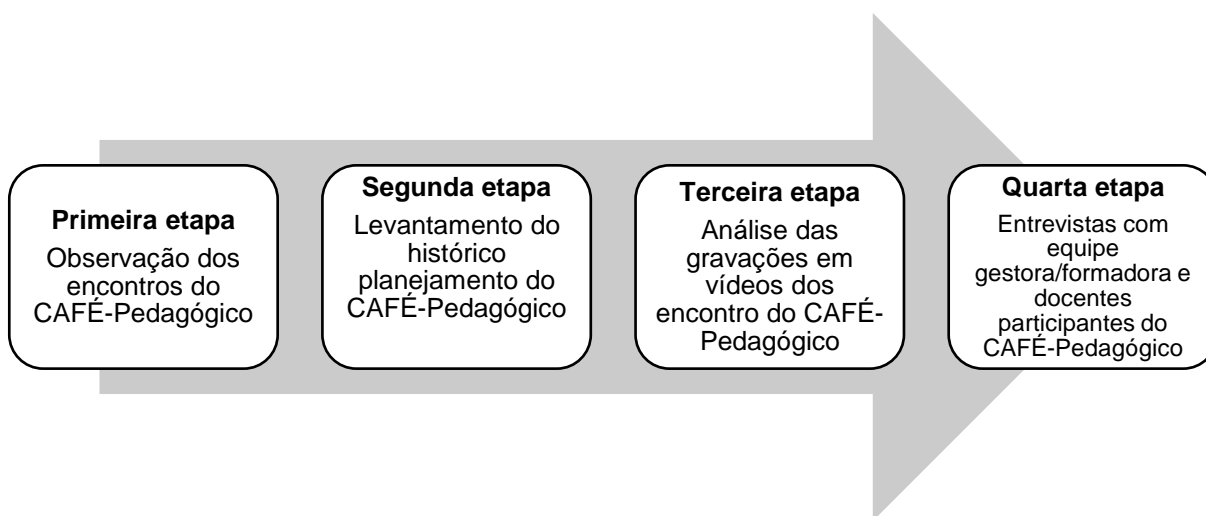 Primeira etapa
Observação dos
encontros do
CAFÉ-Pedagógico
Segunda etapa
Levantamento do
histórico
planejamento do
CAFÉ-Pedagógico
Terceira etapa
Análise das
gravações em
vídeos dos
encontro do CAFÉ-
Pedagógico
Quarta etapa
Entrevistas com
equipe
gestora/formadora e
docentes
participantes do
CAFÉ-Pedagógico